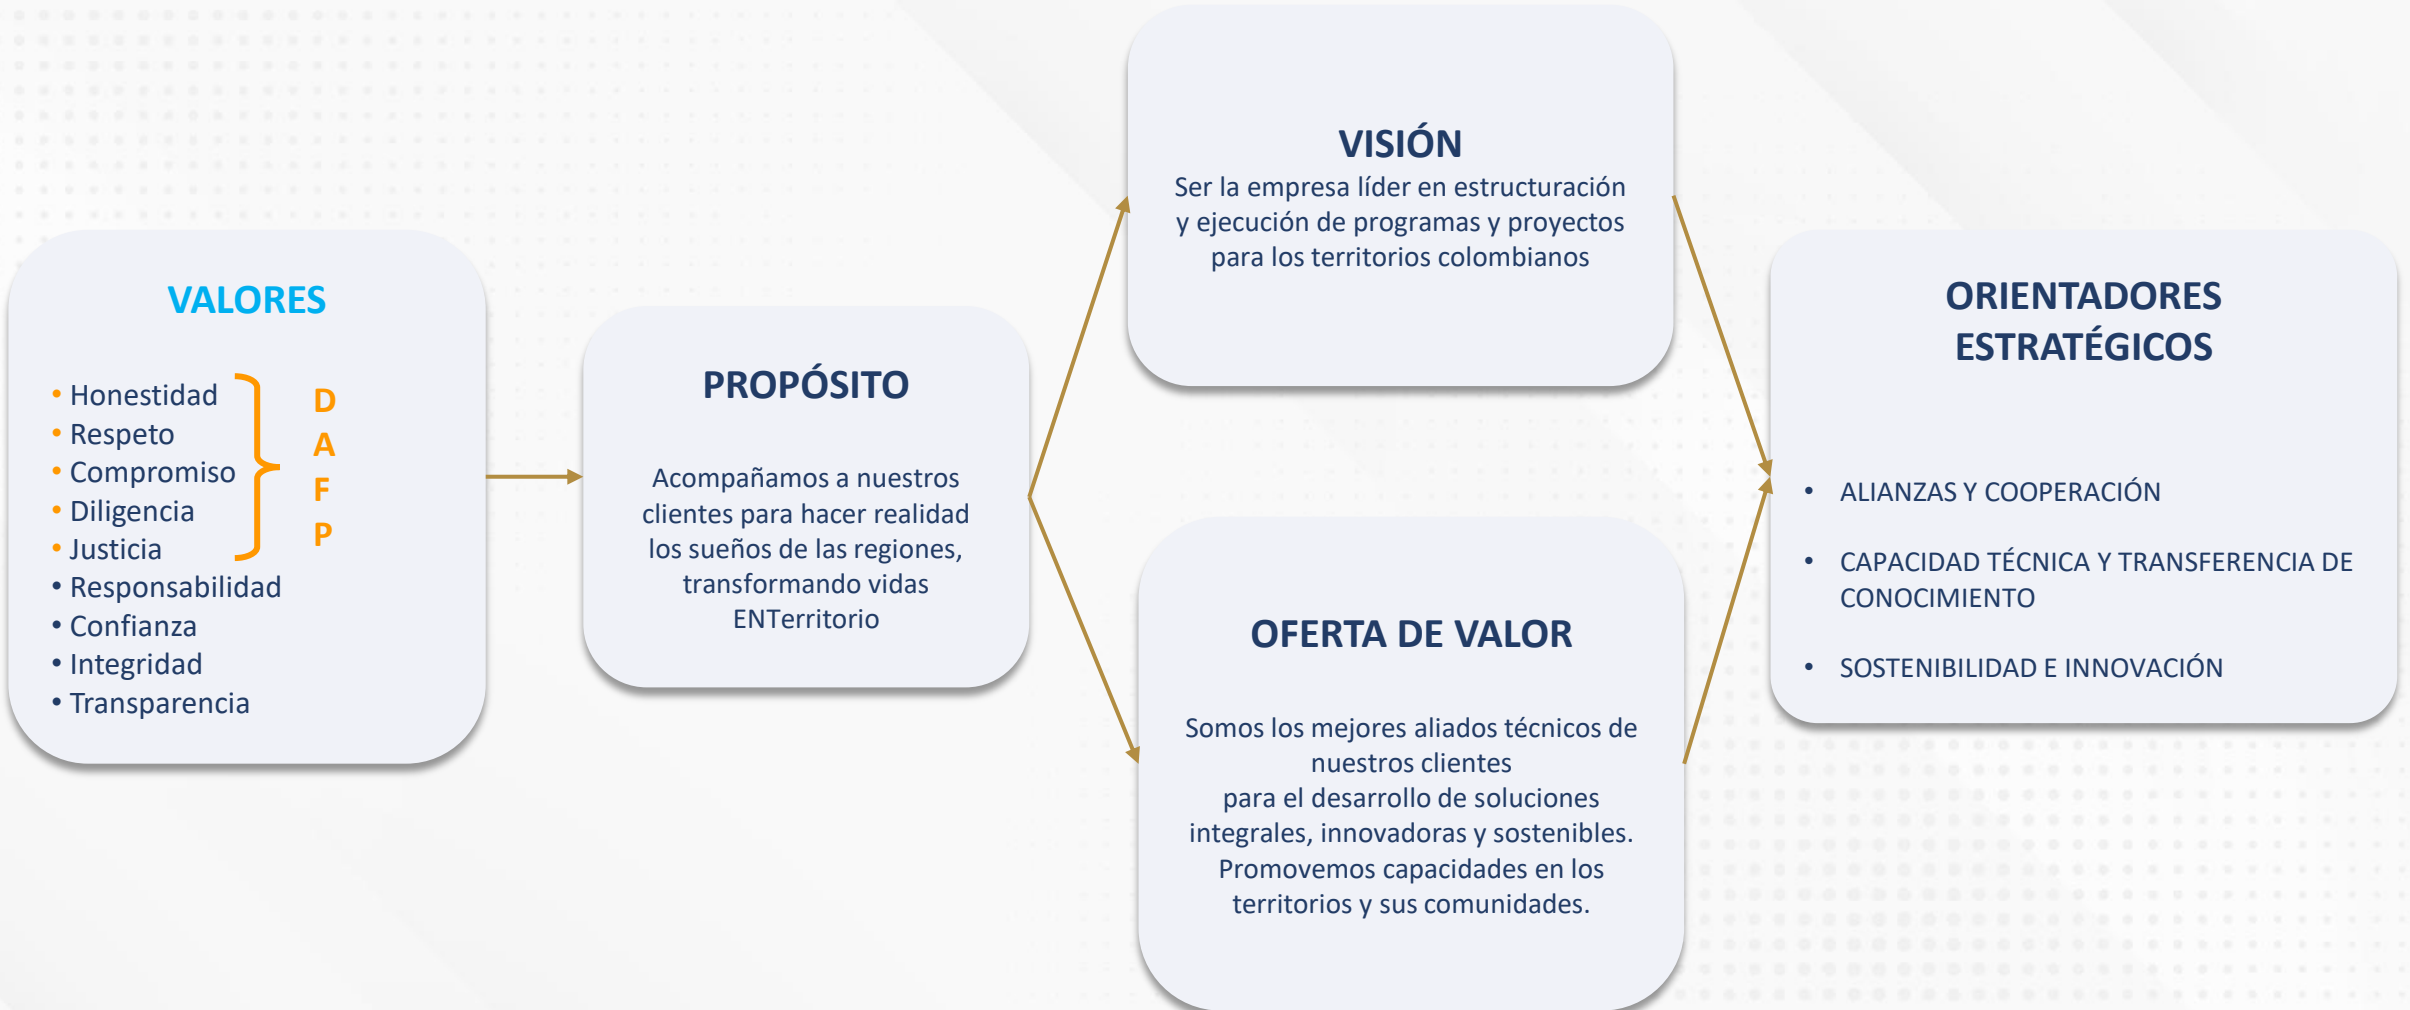 VALORES
• Honestidad
• Respeto
• Compromiso
• Diligencia
• Justicia
• Responsabilidad
• Confianza
• Integridad
• Transparencia
D
A
F
P
PROPÓSITO
Acompañamos a nuestros
clientes para hacer realidad
los sueños de las regiones,
transformando vidas
ENTerritorio
VISIÓN
Ser la empresa líder en estructuración
y ejecución de programas y proyectos
para los territorios colombianos
OFERTA DE VALOR
Somos los mejores aliados técnicos de
nuestros clientes
para el desarrollo de soluciones
integrales, innovadoras y sostenibles.
Promovemos capacidades en los
territorios y sus comunidades.
ORIENTADORES
ESTRATÉGICOS
• ALIANZAS Y COOPERACIÓN
• CAPACIDAD TÉCNICA Y TRANSFERENCIA DE
CONOCIMIENTO
• SOSTENIBILIDAD E INNOVACIÓN